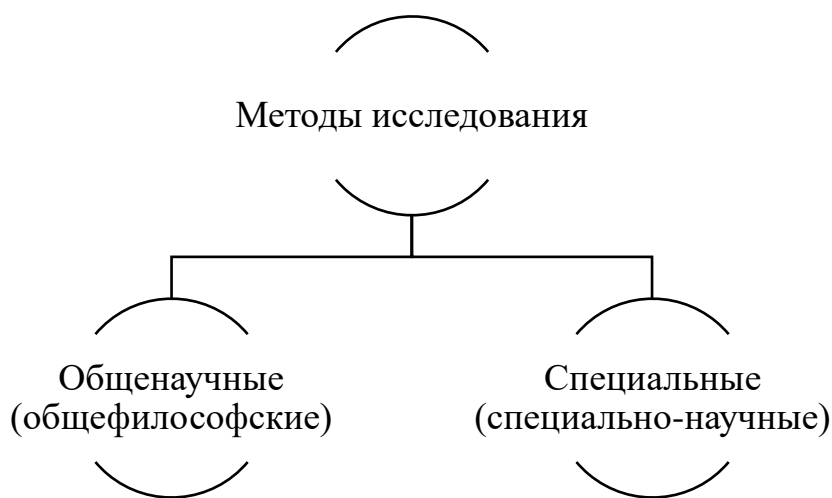 Методы исследования
Общенаучные
(общефилософские)
Специальные
(специально-научные)